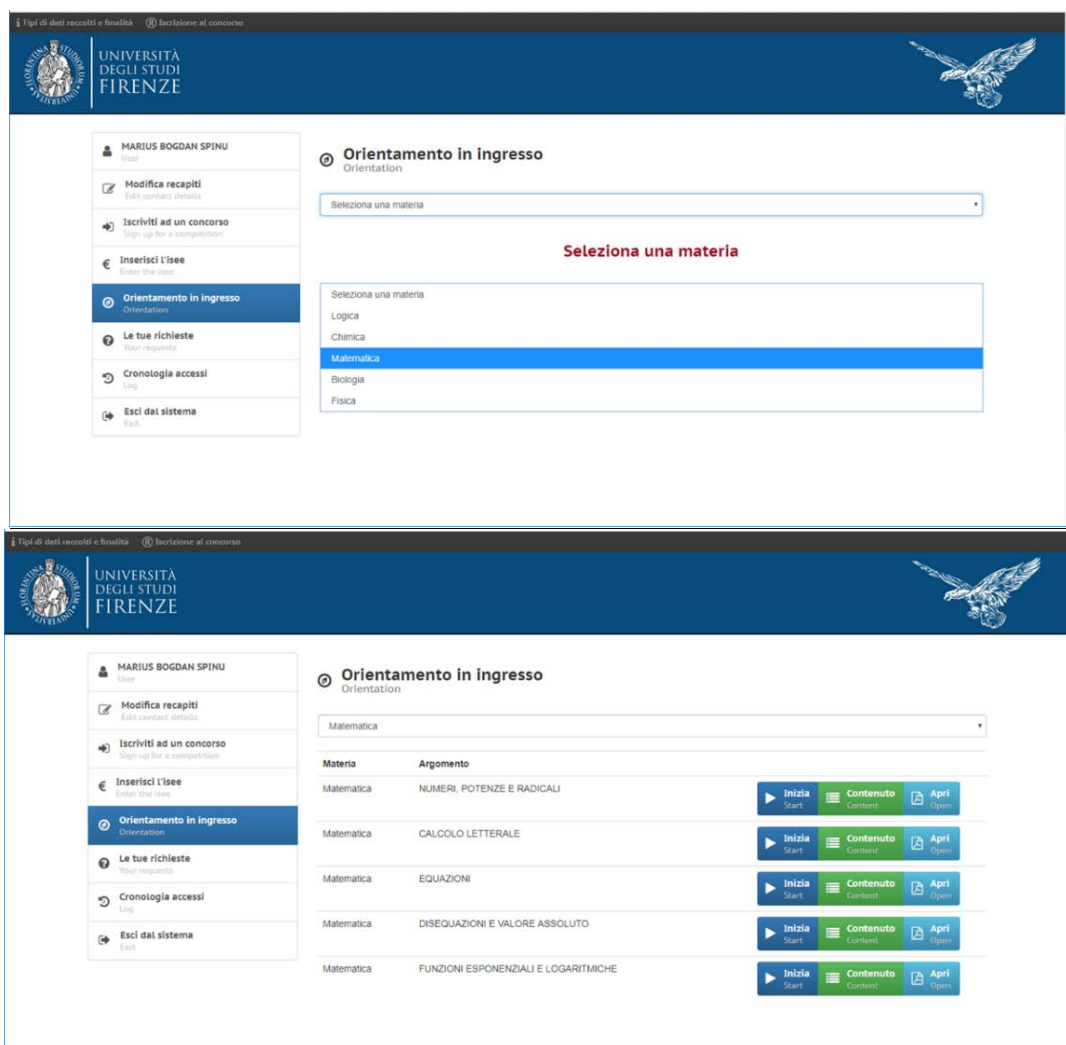 Tipi di dati raccolti e finalità Iscrizione al concorso
UNIVERSITÀ
DEGLI STUDI
FIRENZE
MARIUS BOGDAN SPINU
User
Modifica recapiti
Edit contact details
Iscriviti ad un concorso
Sign up for a competition
Inserisci l'isee
Enter the isee
Orientamento in ingresso
Orientation
Le tue richieste
Your requests
Cronologia accessi
Log
Esci dal sistema
Exit
Orientamento in ingresso
Orientation
Seleziona una materia
Seleziona una materia
Seleziona una materia
Logica
Chimica
Matematica
Biologia
Fisica
Tipi di dati raccolti e finalità Iscrizione al concorso
UNIVERSITÀ
DEGLI STUDI
FIRENZE
MARIUS BOGDAN SPINU
User
Modifica recapiti
Edit contact details
Iscriviti ad un concorso
Sign up for a competition
Inserisci l'isee
Enter the isee
Orientamento in ingresso
Orientation
Le tue richieste
Your requests
Cronologia accessi
Log
Esci dal sistema
Exit
Orientamento in ingresso
Orientation
Matematica
Materia Argomento
Matematica NUMERI, POTENZE E RADICALI Inizia Contenuto Apri
Start Content Open
Matematica CALCOLO LETTERALE Inizia Contenuto Apri
Start Content Open
Matematica EQUAZIONI Inizia Contenuto Apri
Start Content Open
Matematica DISEQUAZIONI E VALORE ASSOLUTO Inizia Contenuto Apri
Start Content Open
Matematica FUNZIONI ESPONENZIALI E LOGARITMICHE Inizia Contenuto Apri
Start Content Open